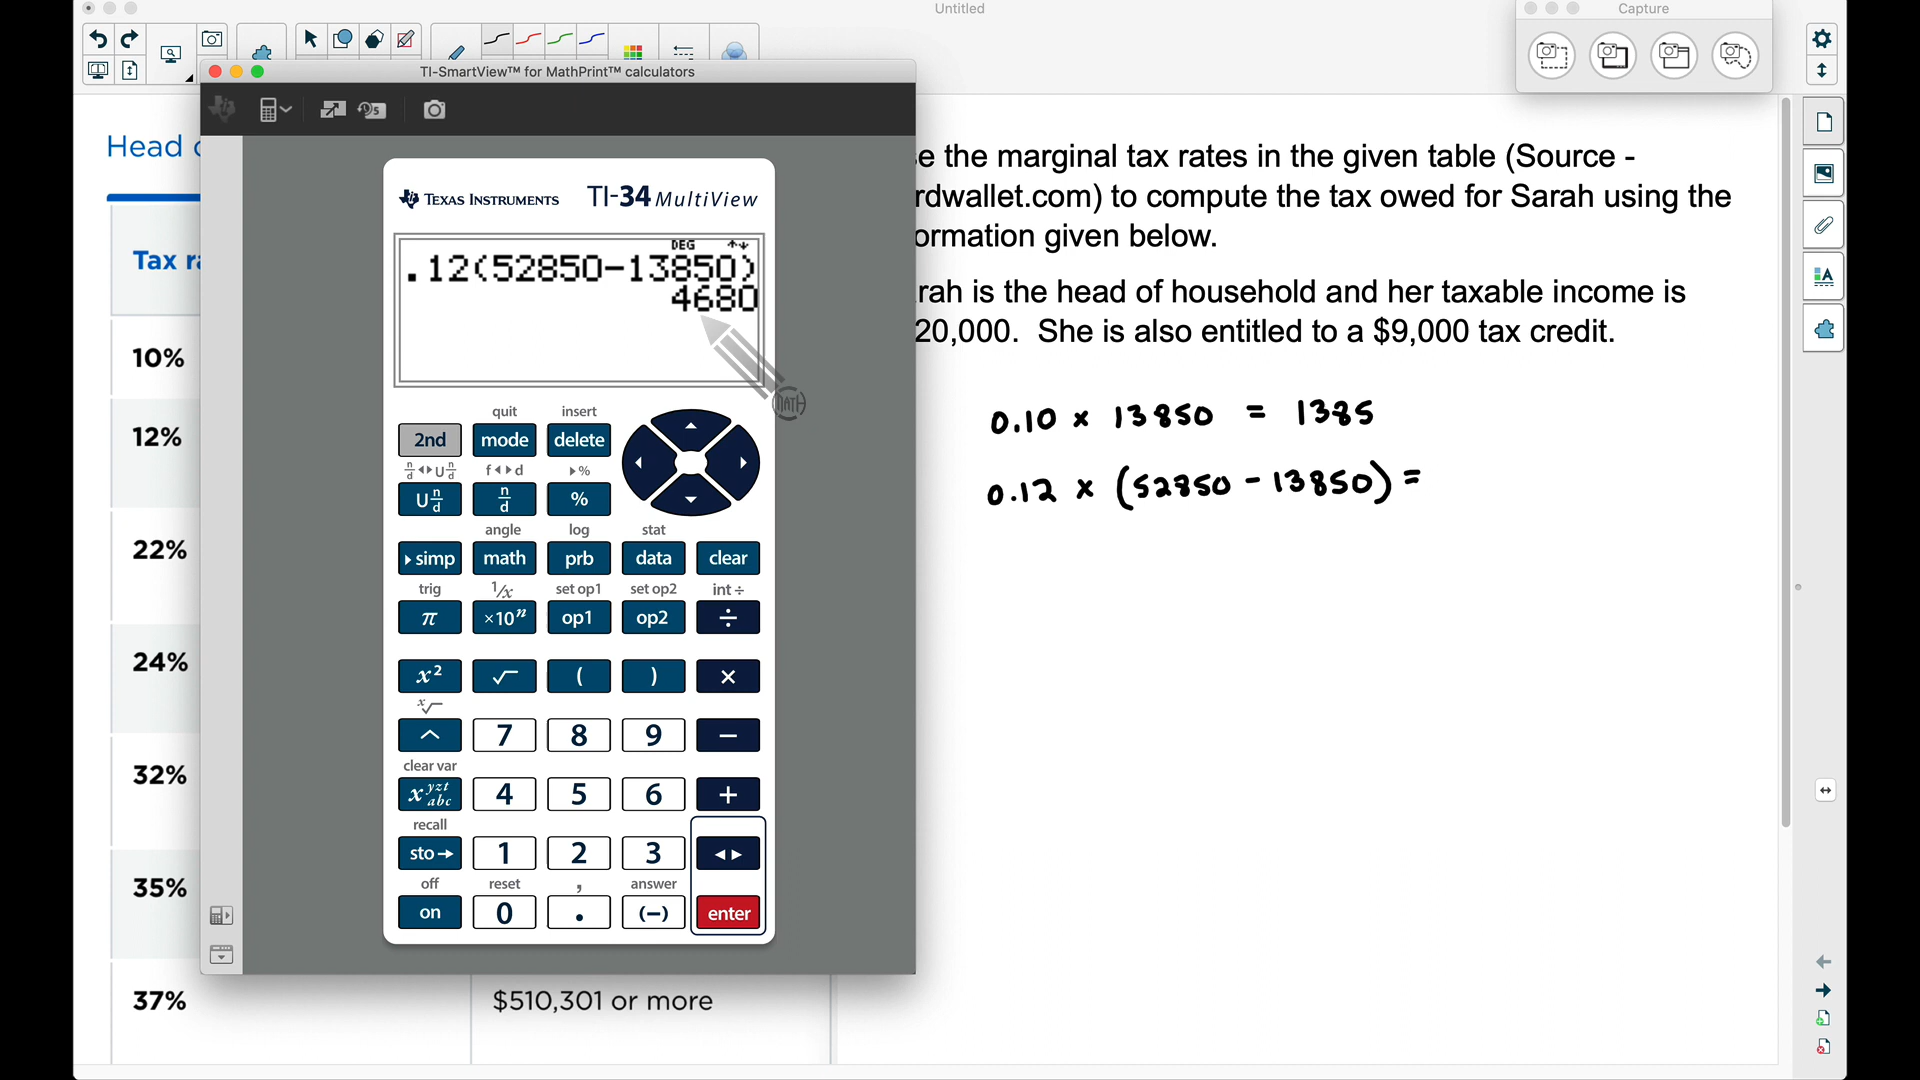 Untitled
Capture
TI-SmartView™ for MathPrint™ calculators
Head
e the marginal tax rates in the given table (Source -
rdwallet.com) to compute the tax owed for Sarah using the
ormation given below.
rah is the head of household and her taxable income is
20,000. She is also entitled to a $9,000 tax credit.
0.10 x 13850 = 1385
0.12 x (52850 - 13850) =
Tax ra
10%
12%
22%
24%
32%
35%
37%
$510,301 or more
TEXAS INSTRUMENTS TI-34 MultiView
DEG
.12(52850-13850)
4680
MATH
quit insert
2nd mode delete
n/d ◂▸ U n/d f ◂▸ d ▸%
U n/d n/d %
angle log stat
▸simp math prb data clear
trig 1/x set op1 set op2 int ÷
π ×10ⁿ op1 op2 ÷
x² √ ( ) ×
ˣ√
^ 7 8 9 −
clear var
x yzt abc 4 5 6 +
recall
sto→ 1 2 3 ◂ ▸
off reset , answer
on 0 . (−) enter